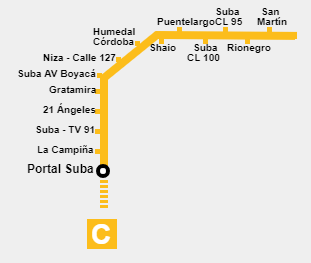 Suba
CL 95
San
Martín
Puentelargo
Humedal
Córdoba
Shaio
Suba
CL 100
Rionegro
Niza - Calle 127
Suba AV Boyacá
Gratamira
21 Ángeles
Suba - TV 91
La Campiña
Portal Suba
C